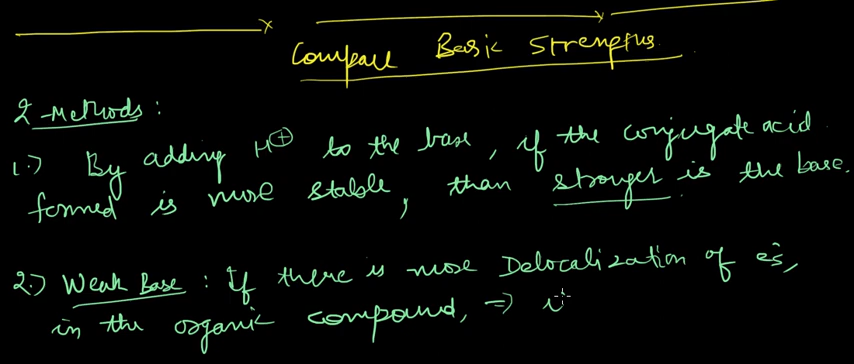 Compare Basic Strengths
2-Methods :
1.) By adding H⊕ to the base, if the conjugate acid
formed is more stable, than stronger is the base.
2.) Weak Base : If there is more Delocalization of es,
in the organic compound, ⇒